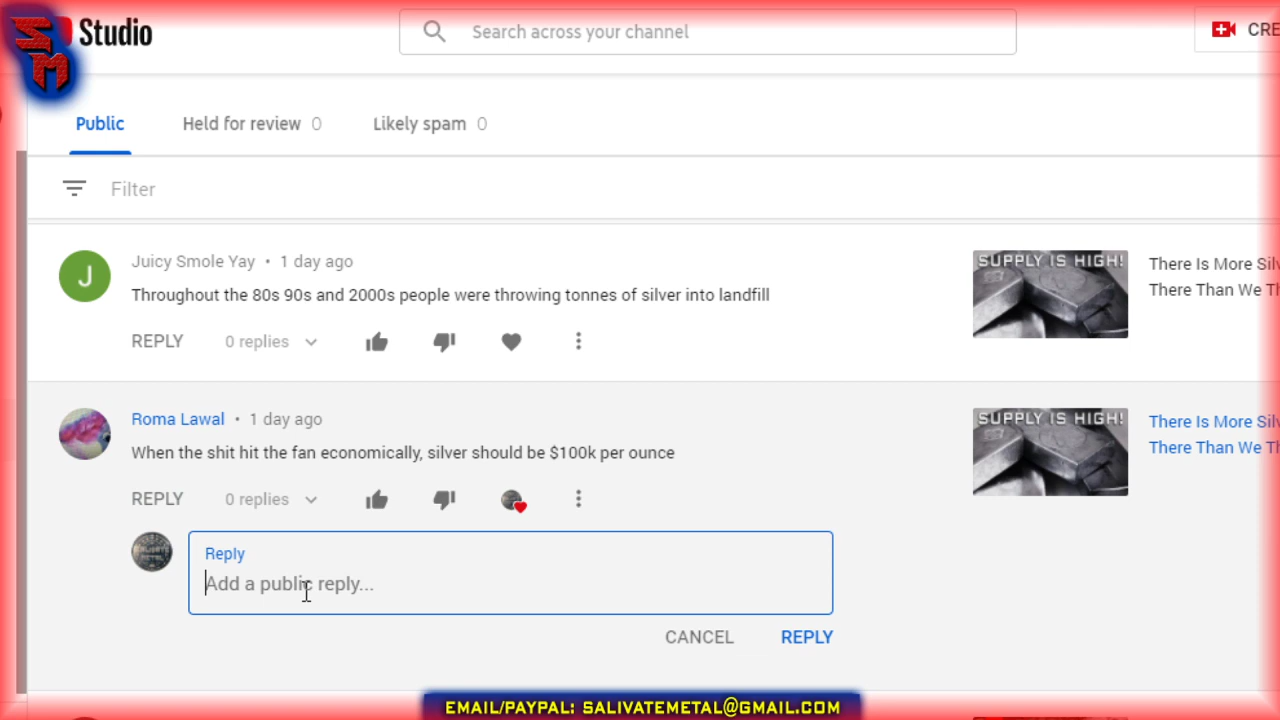 SM
Studio
Search across your channel
CRE
Public
Held for review 0
Likely spam 0
Filter
J
Juicy Smole Yay • 1 day ago
Throughout the 80s 90s and 2000s people were throwing tonnes of silver into landfill
REPLY
0 replies
SUPPLY IS HIGH!
There Is More Silv
There Than We Th
Roma Lawal • 1 day ago
When the shit hit the fan economically, silver should be $100k per ounce
REPLY
0 replies
SUPPLY IS HIGH!
There Is More Silv
There Than We Th
Reply
Add a public reply...
CANCEL
REPLY
EMAIL/PAYPAL: SALIVATEMETAL@GMAIL.COM